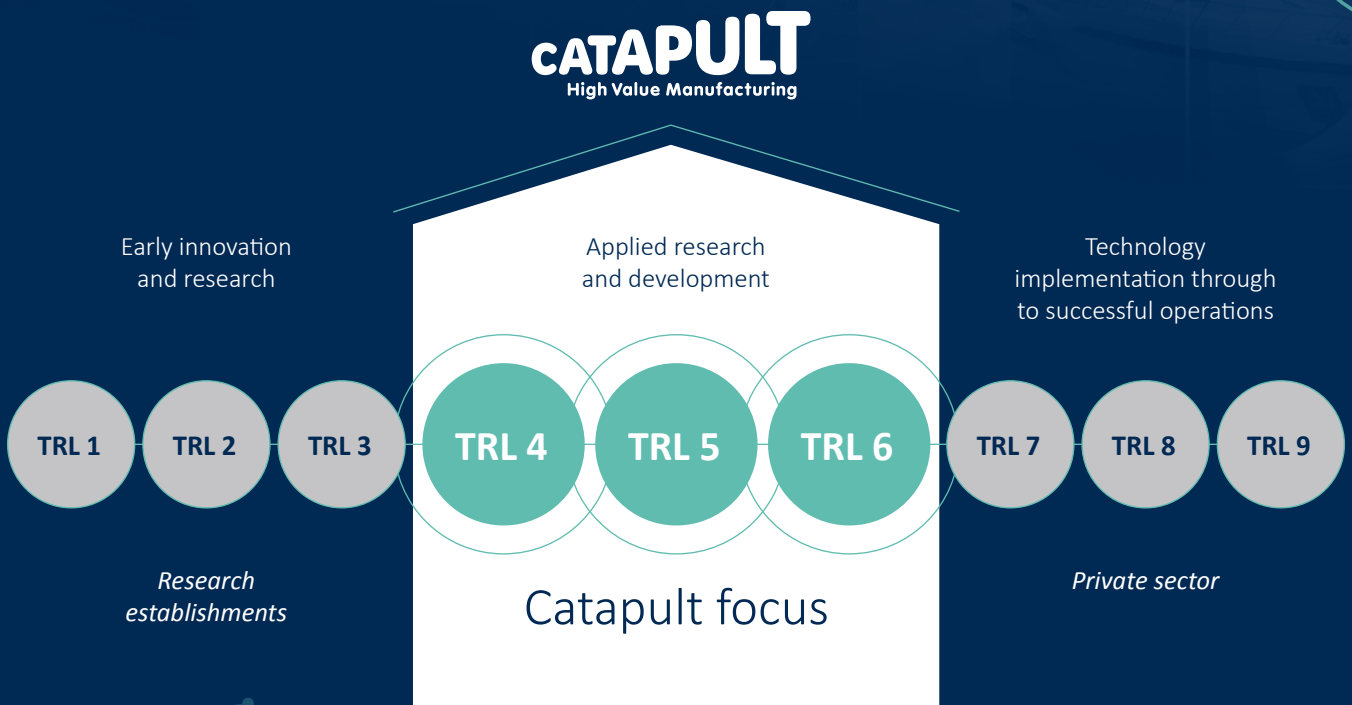 CATAPULT
High Value Manufacturing
Early innovation
and research
Applied research
and development
Technology
implementation through
to successful operations
TRL 1
TRL 2
TRL 3
TRL 4
TRL 5
TRL 6
TRL 7
TRL 8
TRL 9
Research
establishments
Catapult focus
Private sector